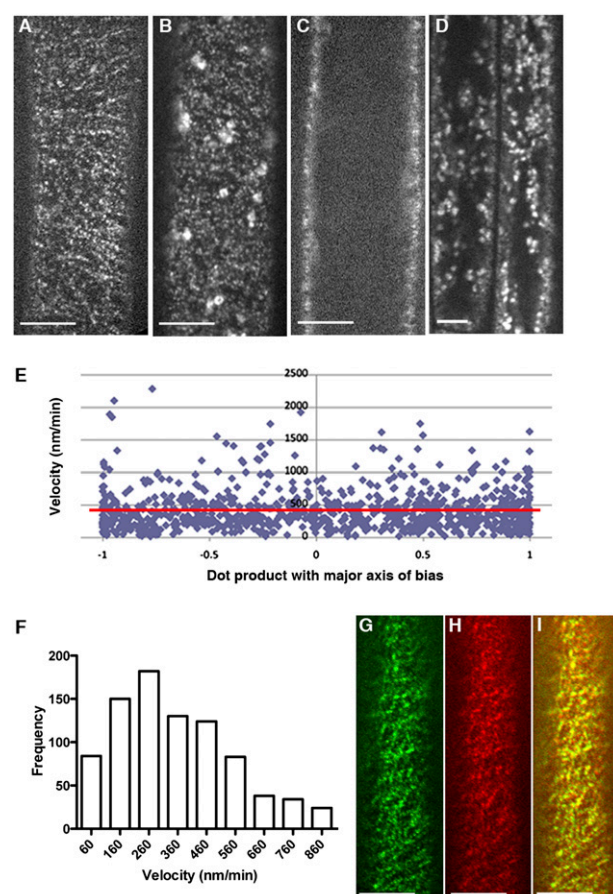 A B C D
E
2500
2000
1500
1000
500
0
Velocity (nm/min)
-1 -0.5 0 0.5 1
Dot product with major axis of bias
F
200
150
100
50
0
Frequency
60 160 260 360 460 560 660 760 860
Velocity (nm/min)
G H I